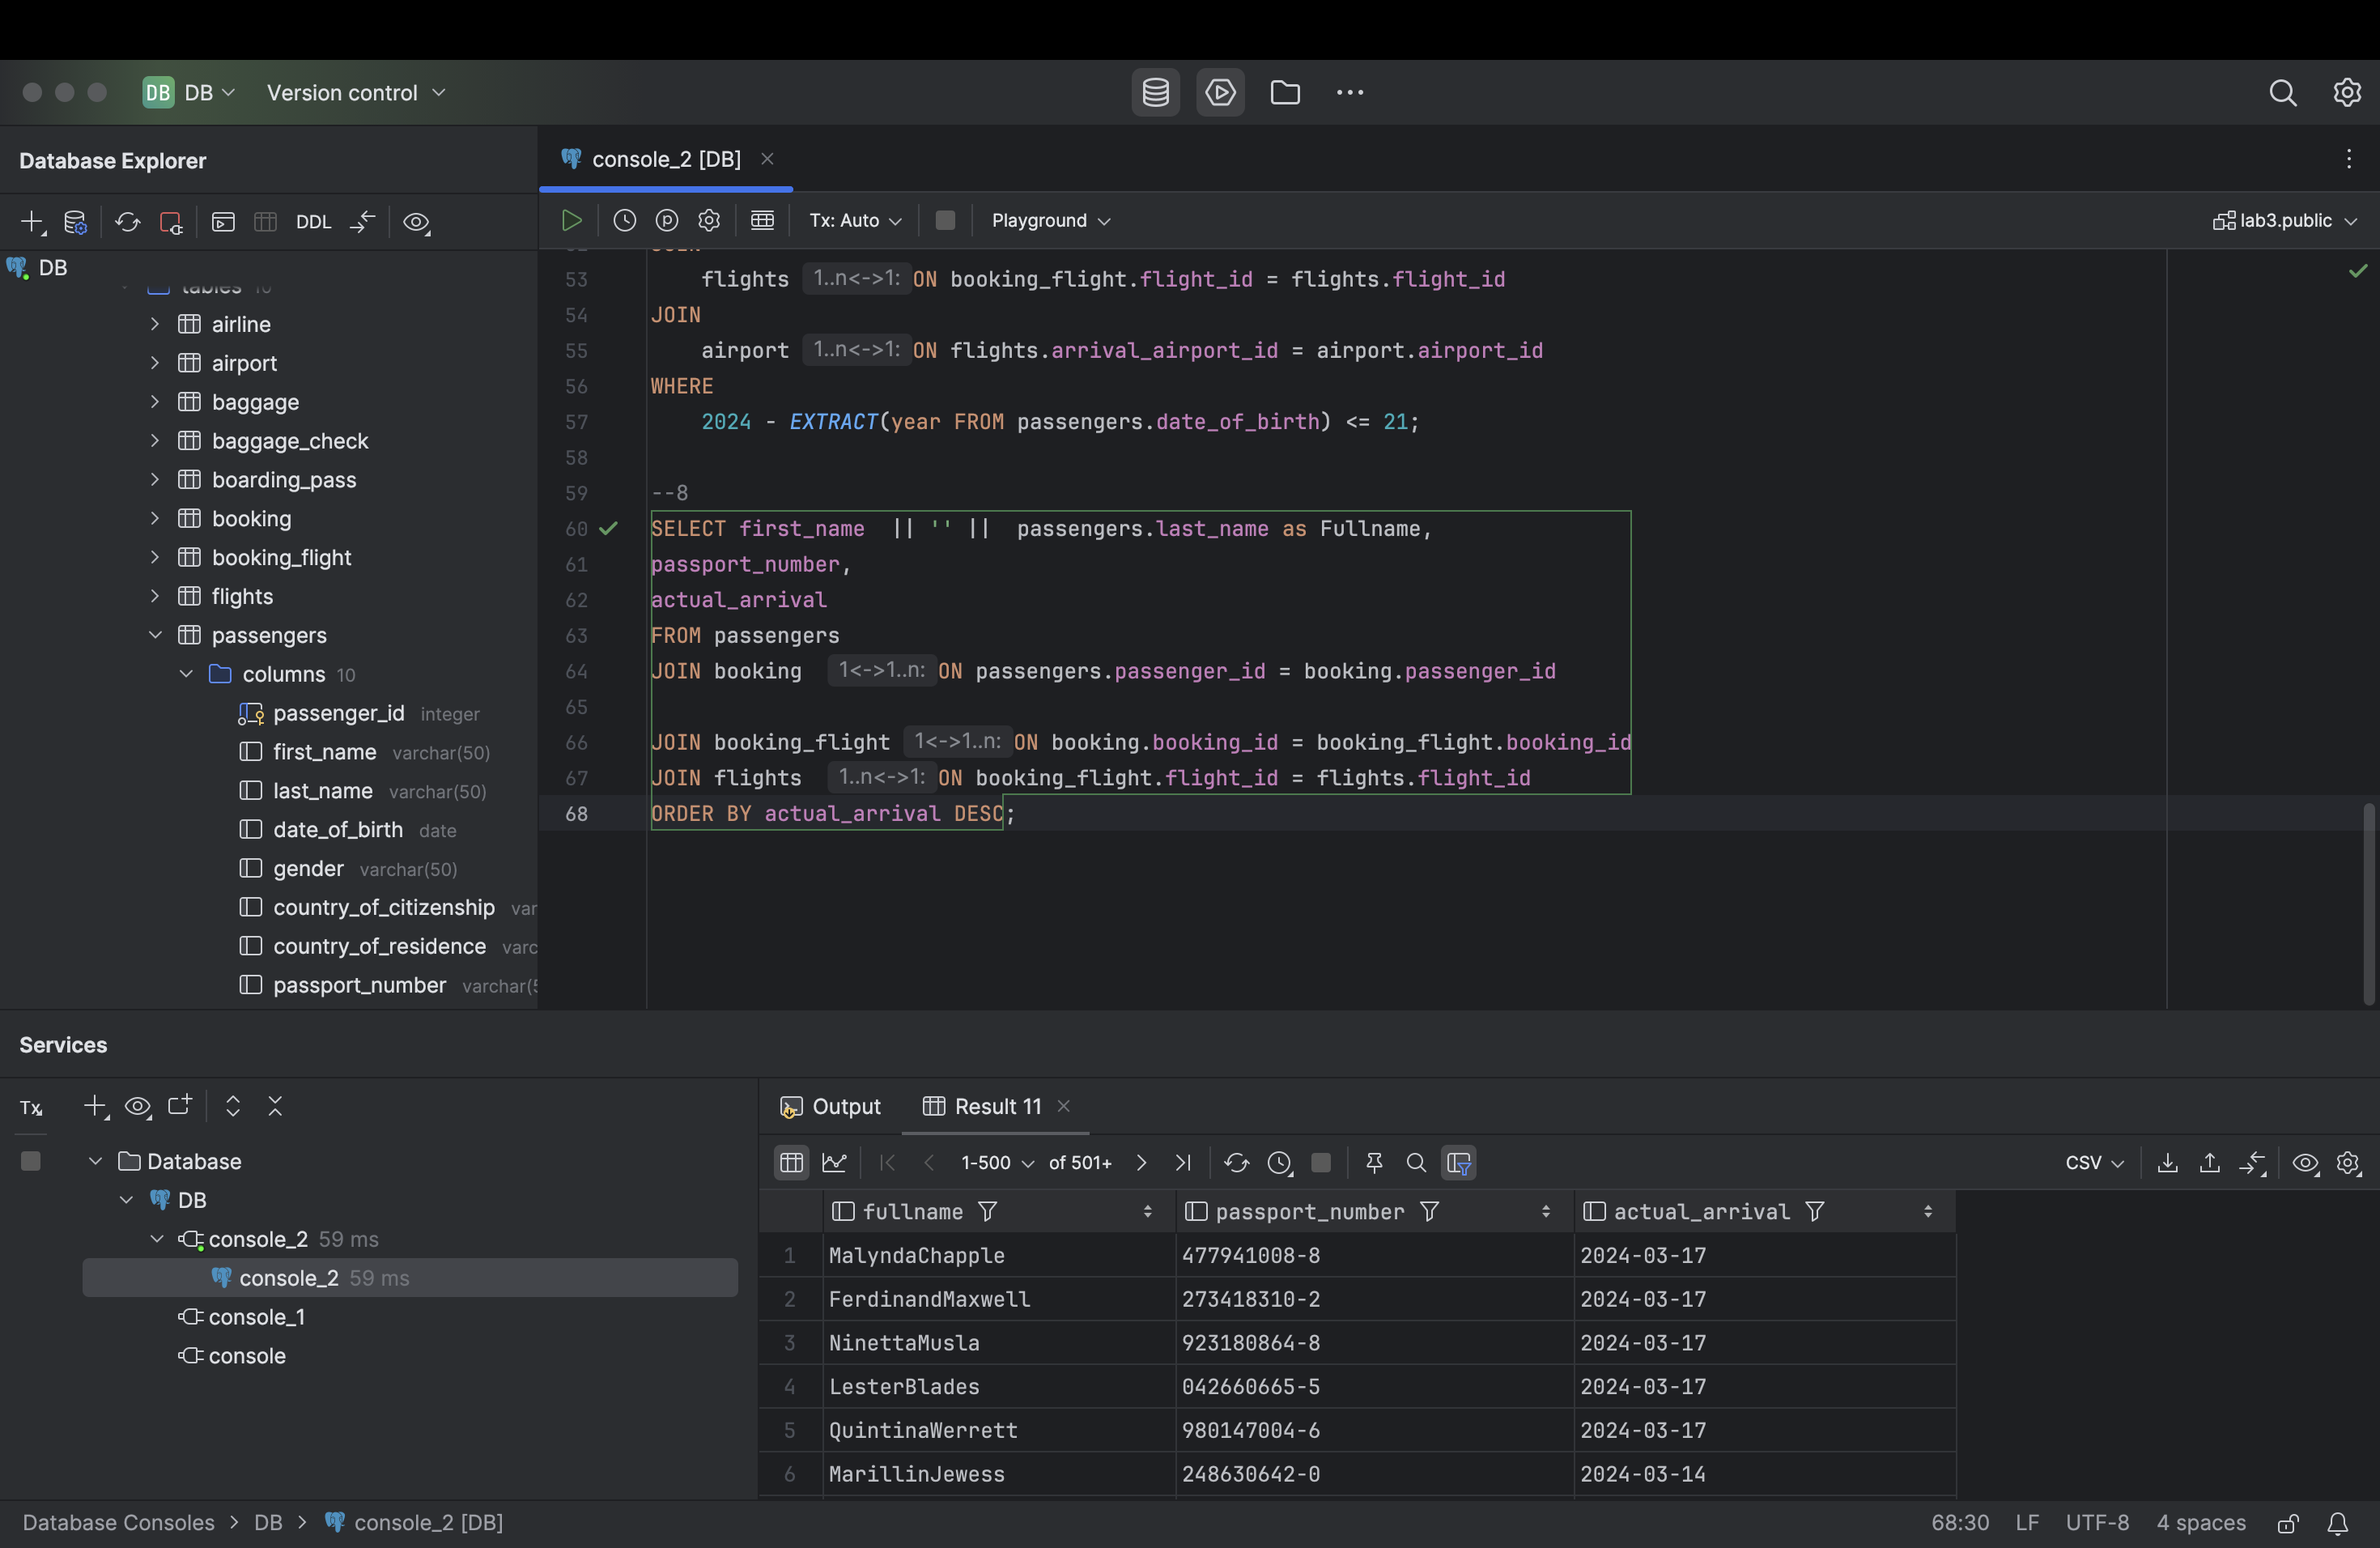 DB DB Version control
Database Explorer
console_2 [DB]
DDL
Tx: Auto Playground lab3.public
DB
tables 10
airline
airport
baggage
baggage_check
boarding_pass
booking
booking_flight
flights
passengers
columns 10
passenger_id integer
first_name varchar(50)
last_name varchar(50)
date_of_birth date
gender varchar(50)
country_of_citizenship var
country_of_residence varc
passport_number varchar(5
52 JOIN
53 flights 1..n<->1: ON booking_flight.flight_id = flights.flight_id
54 JOIN
55 airport 1..n<->1: ON flights.arrival_airport_id = airport.airport_id
56 WHERE
57 2024 - EXTRACT(year FROM passengers.date_of_birth) <= 21;
58
59 --8
60 SELECT first_name || '' || passengers.last_name as Fullname,
61 passport_number,
62 actual_arrival
63 FROM passengers
64 JOIN booking 1<->1..n: ON passengers.passenger_id = booking.passenger_id
65
66 JOIN booking_flight 1<->1..n: ON booking.booking_id = booking_flight.booking_id
67 JOIN flights 1..n<->1: ON booking_flight.flight_id = flights.flight_id
68 ORDER BY actual_arrival DESC;
Services
Tx
Database
DB
console_2 59 ms
console_2 59 ms
console_1
console
Output Result 11
1-500 of 501+ CSV
fullname passport_number actual_arrival
1 MalyndaChapple 477941008-8 2024-03-17
2 FerdinandMaxwell 273418310-2 2024-03-17
3 NinettaMusla 923180864-8 2024-03-17
4 LesterBlades 042660665-5 2024-03-17
5 QuintinaWerrett 980147004-6 2024-03-17
6 MarillinJewess 248630642-0 2024-03-14
Database Consoles > DB > console_2 [DB]
68:30 LF UTF-8 4 spaces